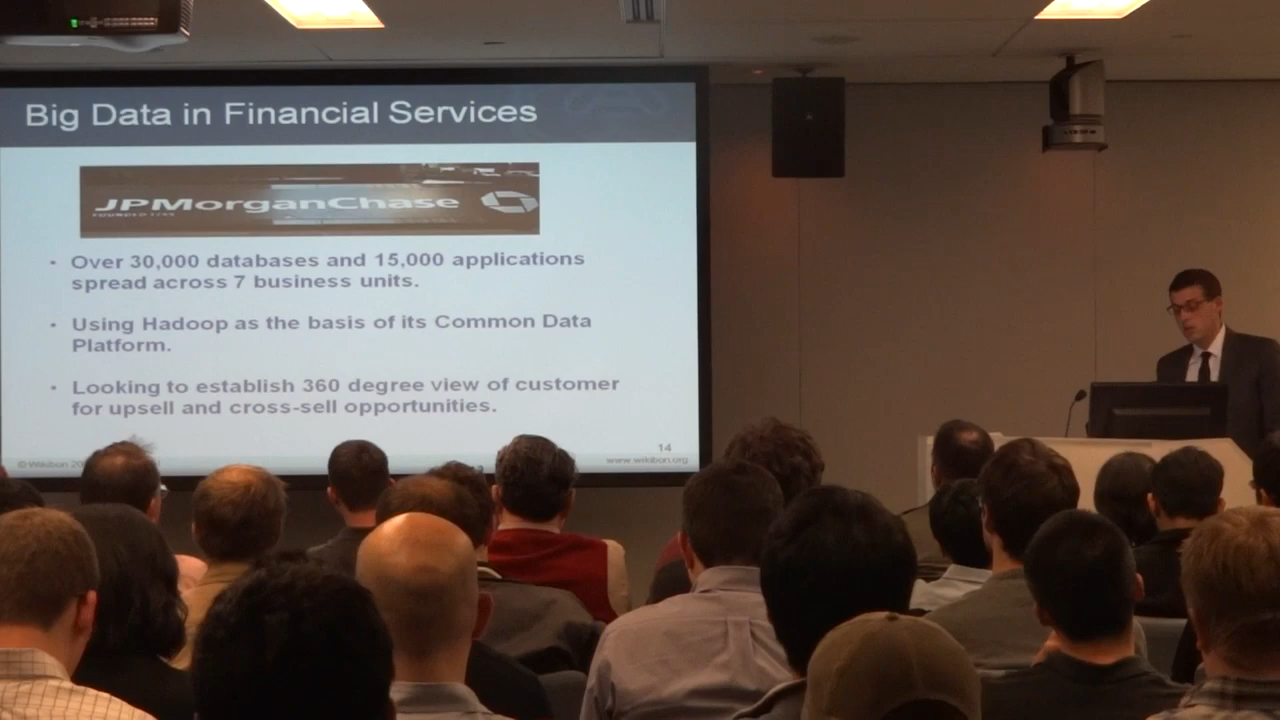 Big Data in Financial Services
JPMorganChase
• Over 30,000 databases and 15,000 applications
spread across 7 business units.
• Using Hadoop as the basis of its Common Data
Platform.
• Looking to establish 360 degree view of customer
for upsell and cross-sell opportunities.
14
© Wikibon
www.wikibon.org